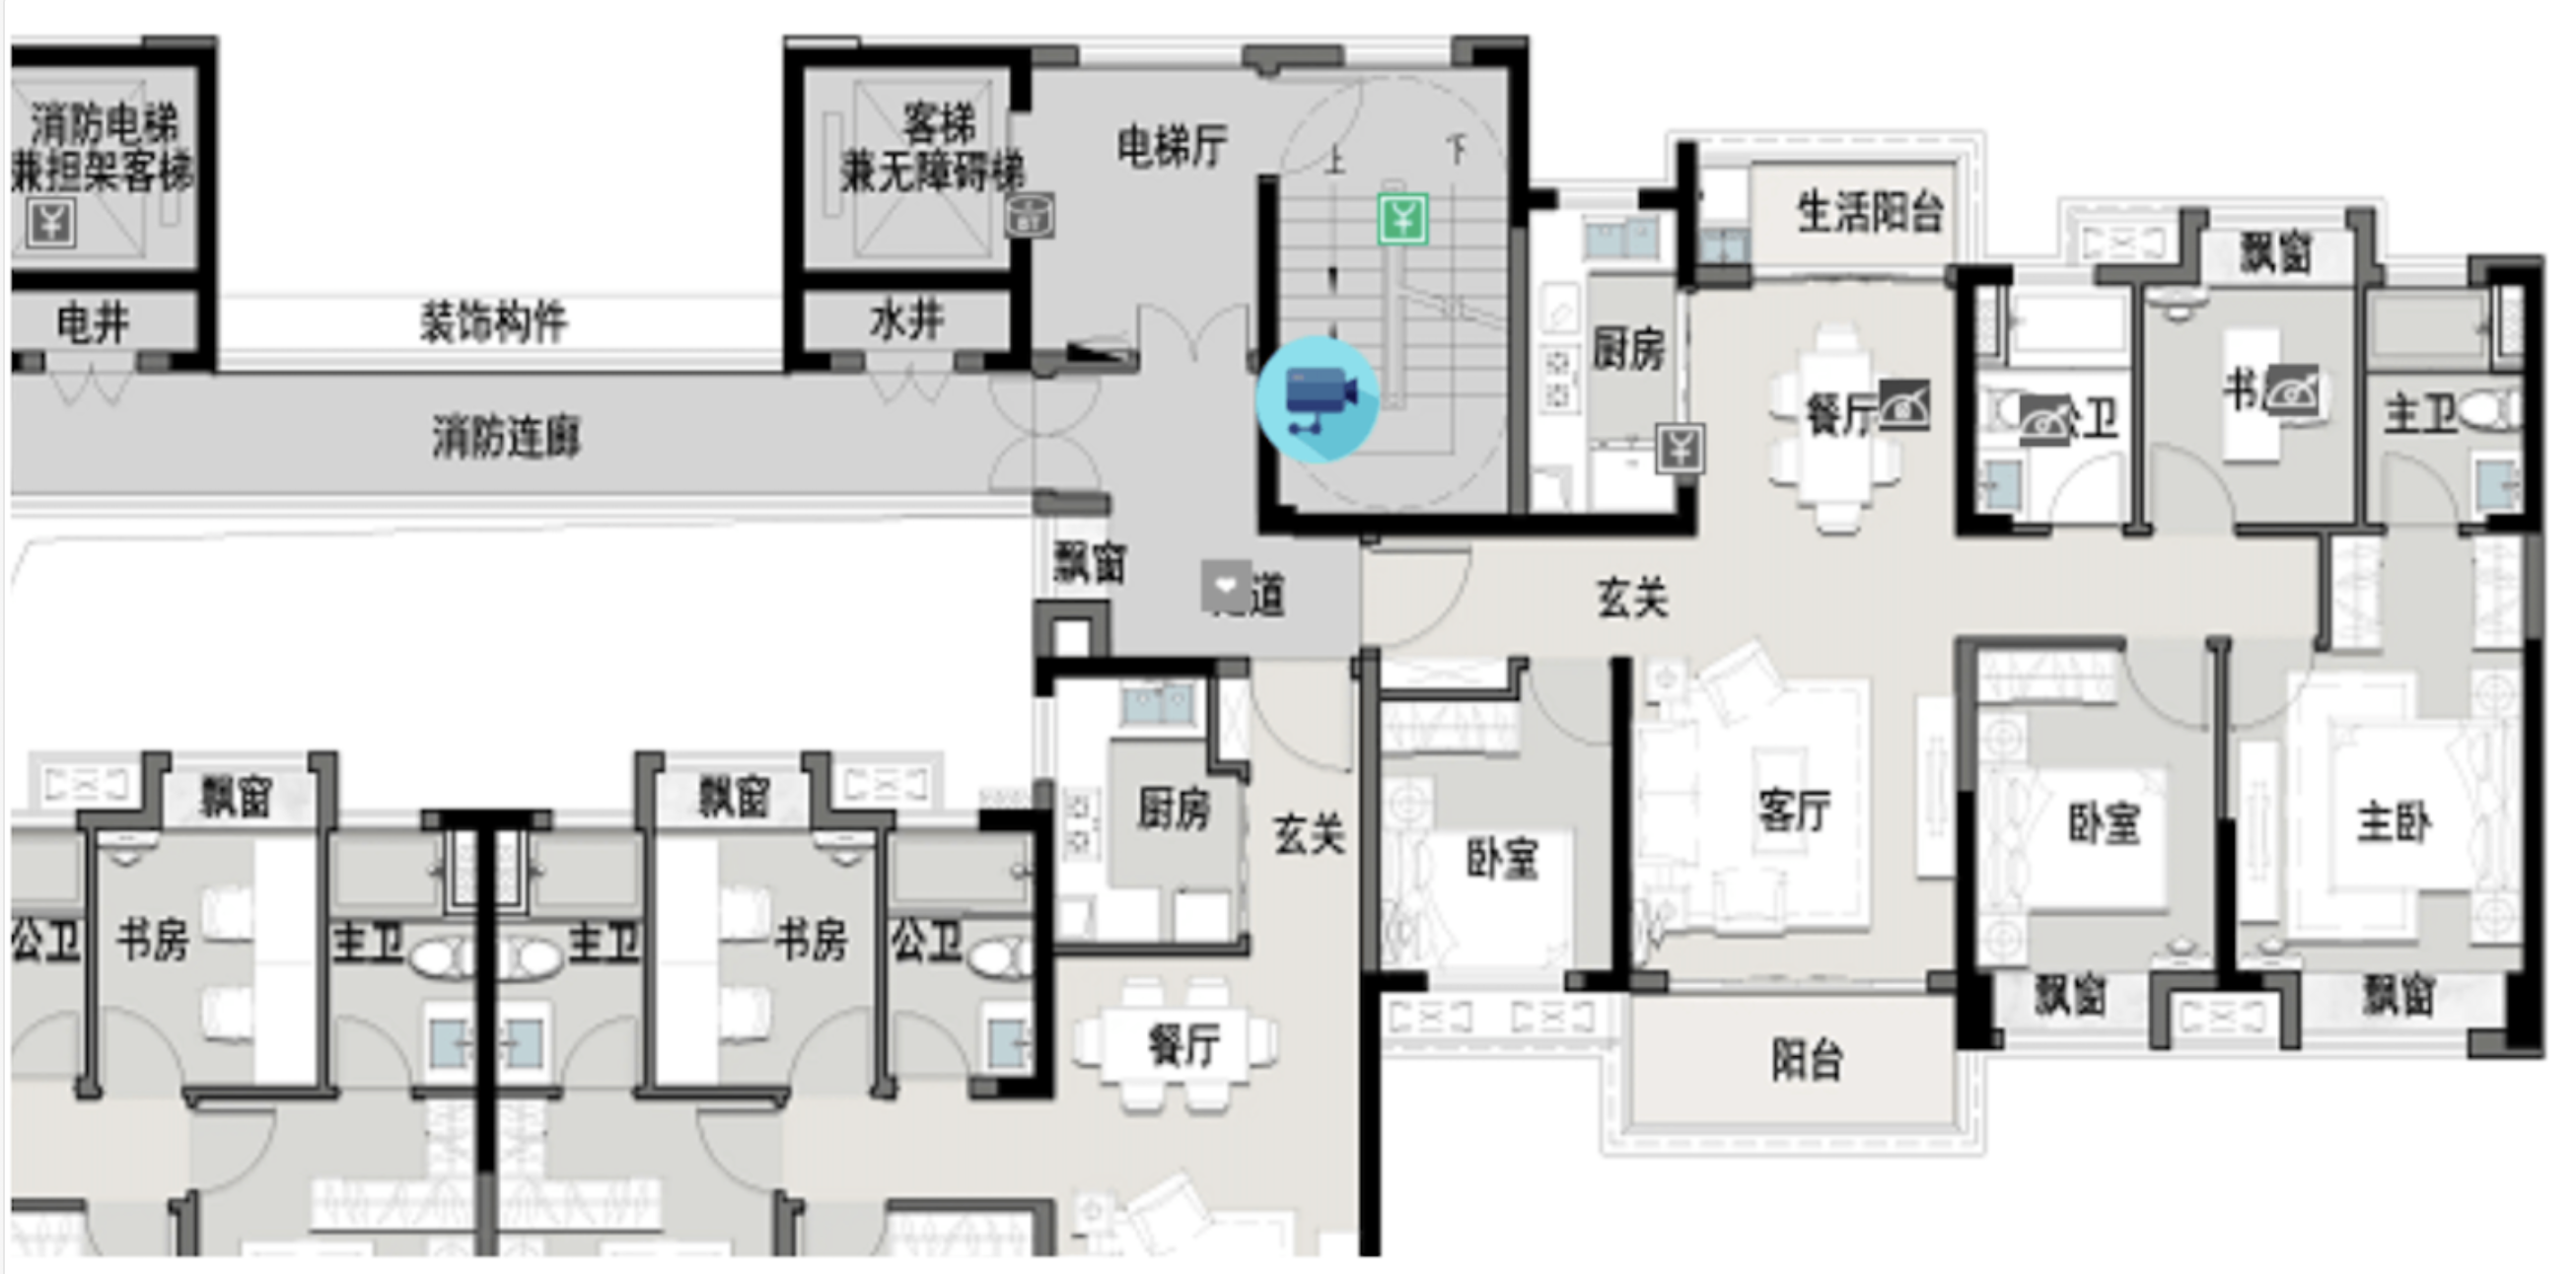 消防电梯
兼担架客梯
客梯
兼无障碍梯
电梯厅
上
下
¥
¥
BT
生活阳台
飘窗
电井
装饰构件
水井
厨房
餐厅
公卫
书
主卫
消防连廊
¥
飘窗
道
玄关
飘窗
飘窗
厨房
玄关
卧室
客厅
卧室
主卧
公卫
书房
主卫
主卫
书房
公卫
餐厅
飘窗
飘窗
阳台